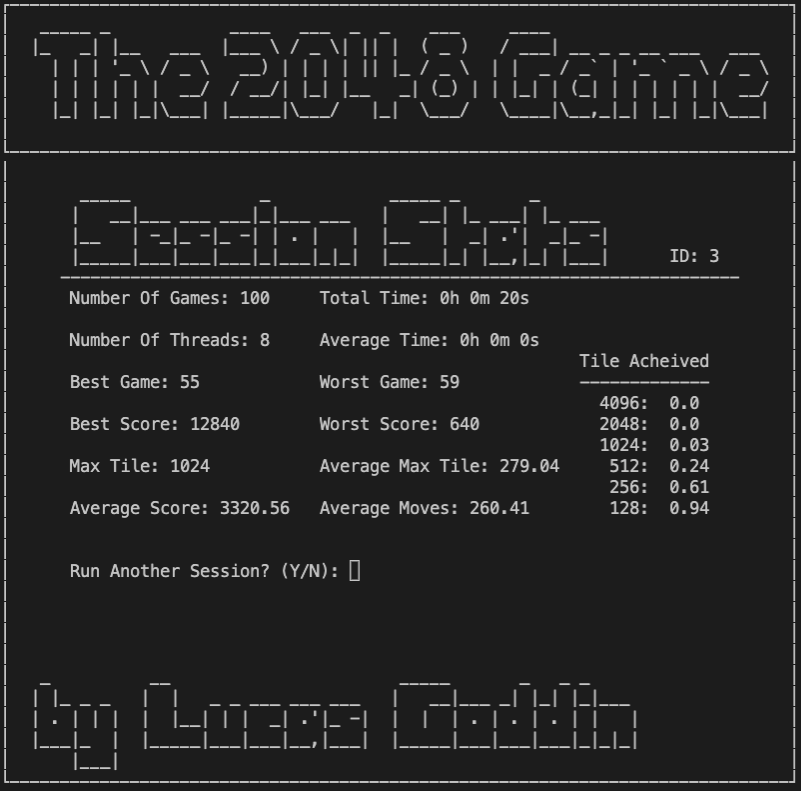 The 2048 Game
Session Stats
ID: 3
Number Of Games: 100 Total Time: 0h 0m 20s
Number Of Threads: 8 Average Time: 0h 0m 0s
Tile Acheived
Best Game: 55 Worst Game: 59
4096: 0.0
Best Score: 12840 Worst Score: 640 2048: 0.0
1024: 0.03
Max Tile: 1024 Average Max Tile: 279.04 512: 0.24
256: 0.61
Average Score: 3320.56 Average Moves: 260.41 128: 0.94
Run Another Session? (Y/N):
by Lucas Coddin